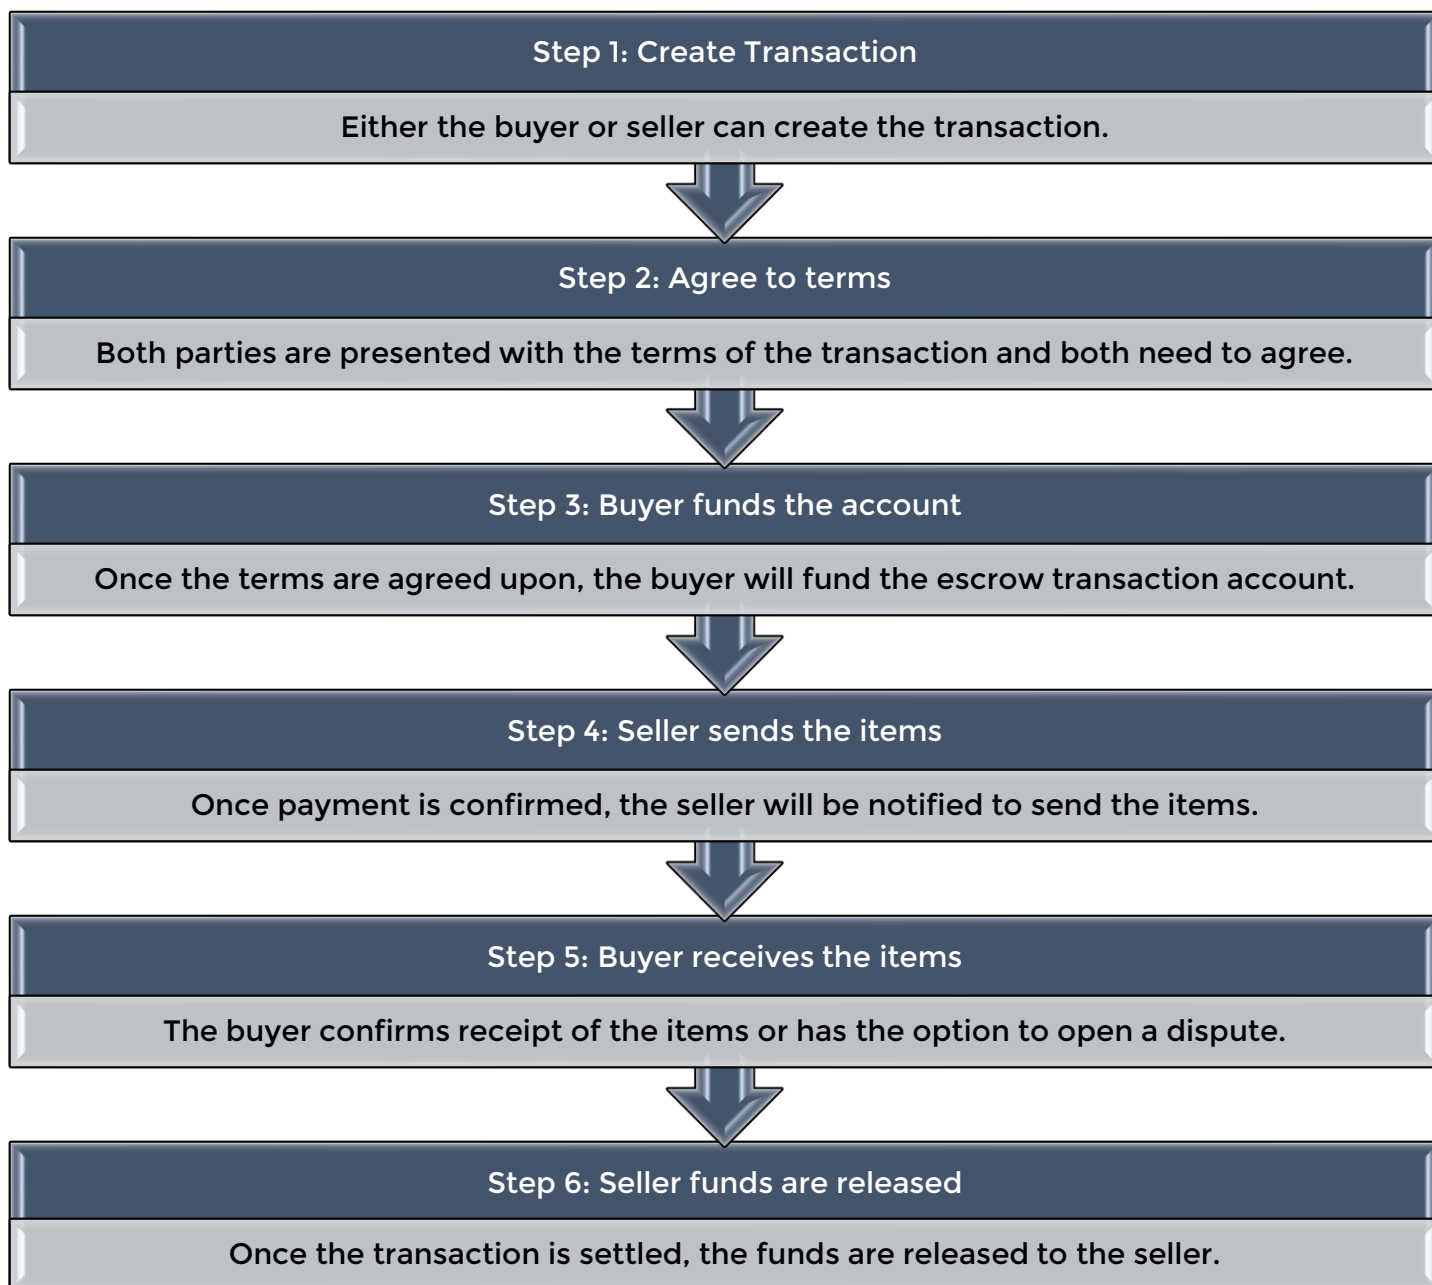 Step 1: Create Transaction
Either the buyer or seller can create the transaction.
Step 2: Agree to terms
Both parties are presented with the terms of the transaction and both need to agree.
Step 3: Buyer funds the account
Once the terms are agreed upon, the buyer will fund the escrow transaction account.
Step 4: Seller sends the items
Once payment is confirmed, the seller will be notified to send the items.
Step 5: Buyer receives the items
The buyer confirms receipt of the items or has the option to open a dispute.
Step 6: Seller funds are released
Once the transaction is settled, the funds are released to the seller.